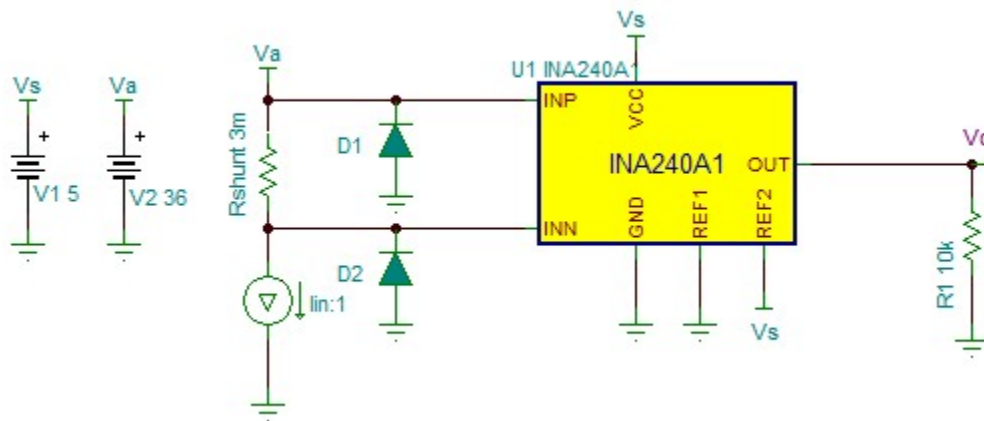 Vs
Va
U1 INA240A1
Vs
Va
+
+
V1 5
V2 36
Rshunt 3m
D1
INP
VCC
INA240A1
OUT
INN
GND
REF1
REF2
D2
Iin:1
Vs
R1 10k